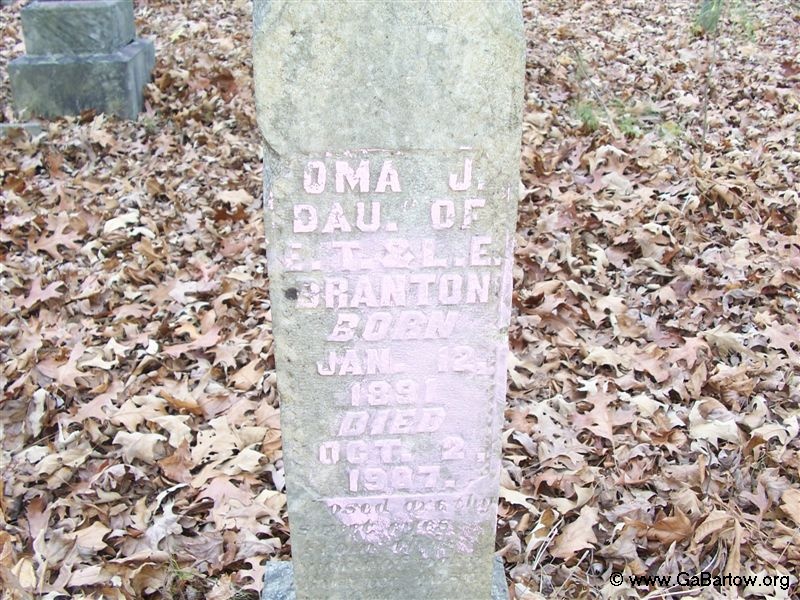 OMA J.
DAU. OF
E. T. & L. E.
BRANTON
BORN
JAN. 12.
1891
DIED
OCT. 2.
1907.
© www.GaBartow.org